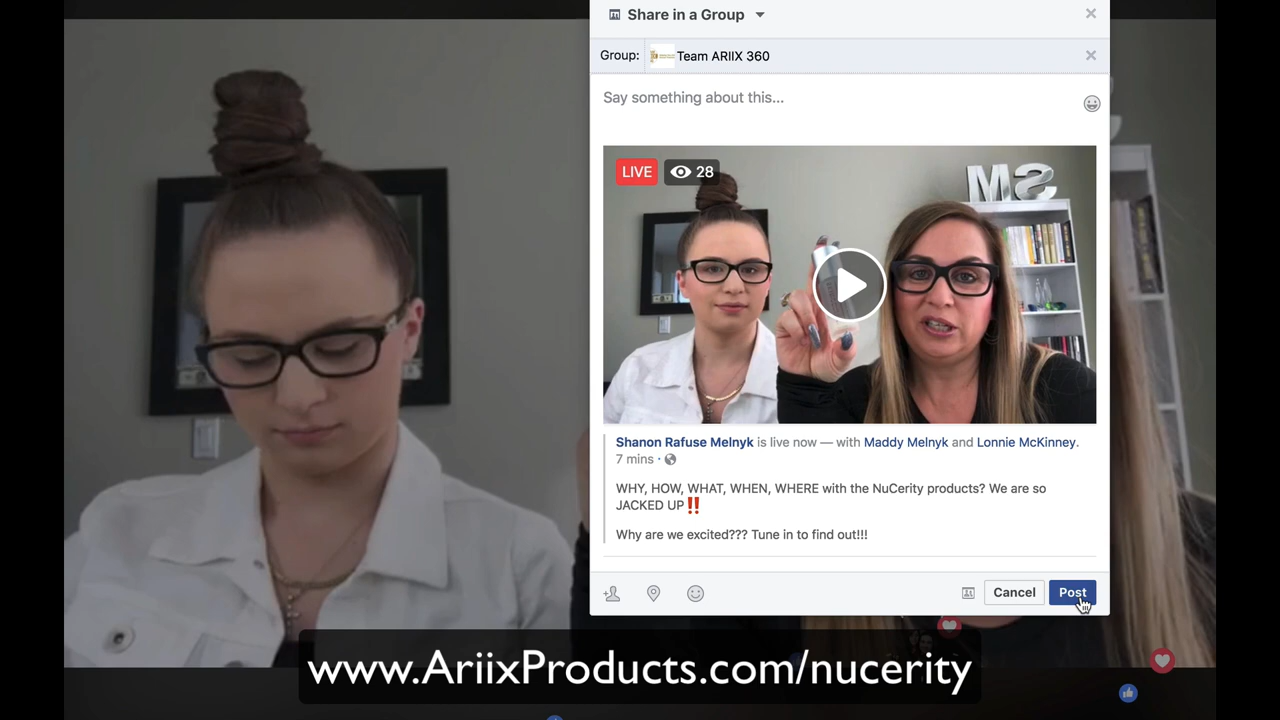 Share in a Group
Group: Team ARIIX 360
Say something about this...
LIVE 28
SM
Shanon Rafuse Melnyk is live now — with Maddy Melnyk and Lonnie McKinney.
7 mins ·
WHY, HOW, WHAT, WHEN, WHERE with the NuCerity products? We are so
JACKED UP‼️
Why are we excited??? Tune in to find out!!!
Cancel Post
www.AriixProducts.com/nucerity